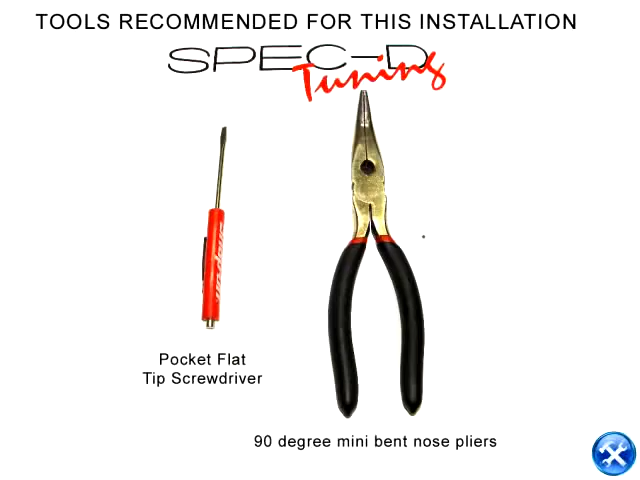 TOOLS RECOMMENDED FOR THIS INSTALLATION
SPEC-D
Tuning
Pocket Flat
Tip Screwdriver
90 degree mini bent nose pliers